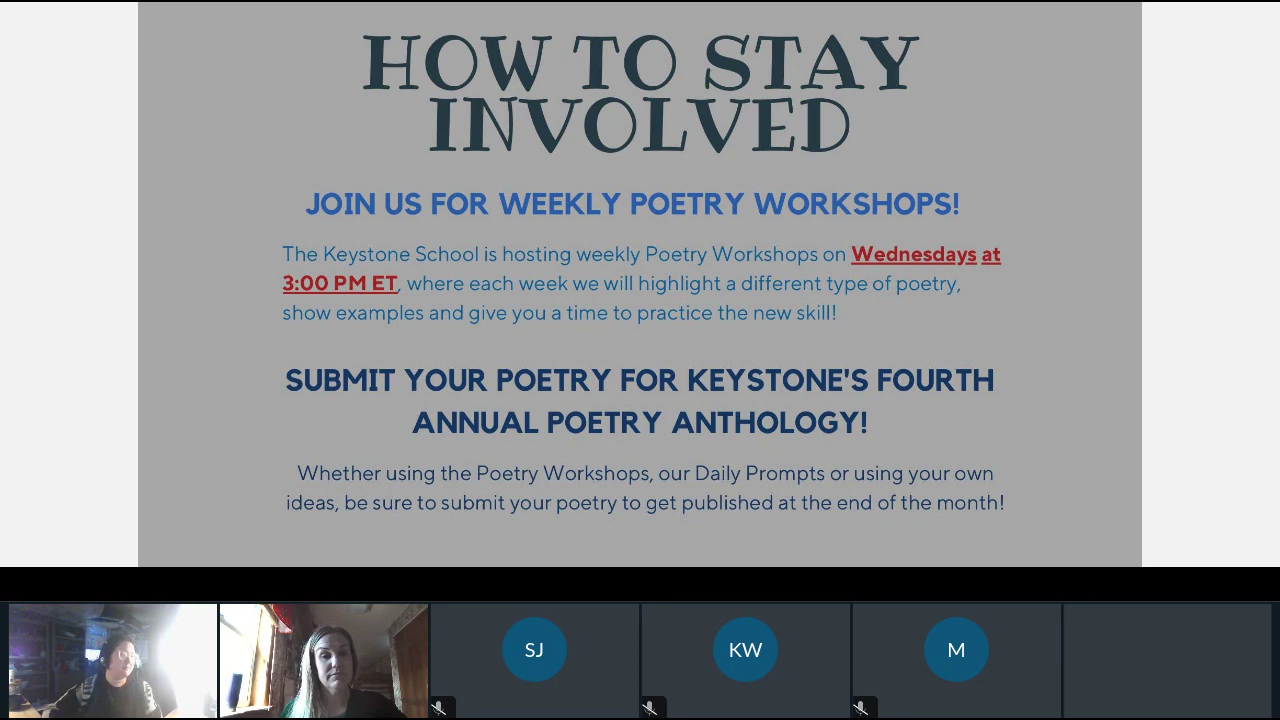 HOW TO STAY
INVOLVED
JOIN US FOR WEEKLY POETRY WORKSHOPS!
The Keystone School is hosting weekly Poetry Workshops on Wednesdays at
3:00 PM ET, where each week we will highlight a different type of poetry,
show examples and give you a time to practice the new skill!
SUBMIT YOUR POETRY FOR KEYSTONE'S FOURTH
ANNUAL POETRY ANTHOLOGY!
Whether using the Poetry Workshops, our Daily Prompts or using your own
ideas, be sure to submit your poetry to get published at the end of the month!
SJ
KW
M